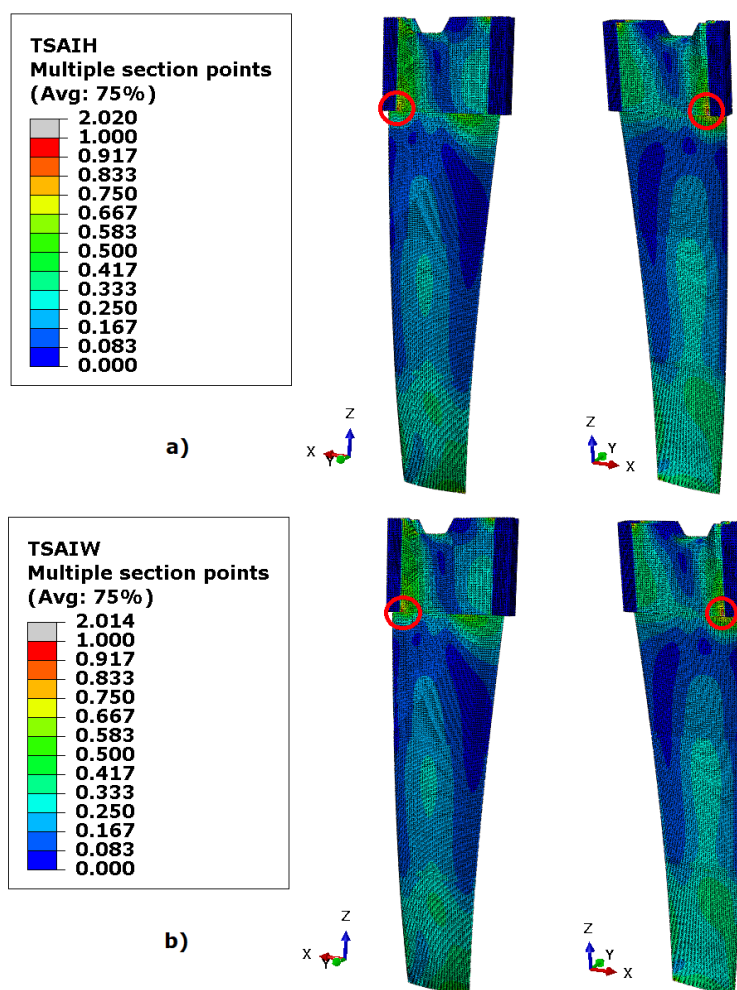 TSAIH
Multiple section points
(Avg: 75%)
2.020
1.000
0.917
0.833
0.750
0.667
0.583
0.500
0.417
0.333
0.250
0.167
0.083
0.000
a)
Z
X
Y
Z
Y
X
TSAIW
Multiple section points
(Avg: 75%)
2.014
1.000
0.917
0.833
0.750
0.667
0.583
0.500
0.417
0.333
0.250
0.167
0.083
0.000
b)
Z
X
Y
Z
Y
X